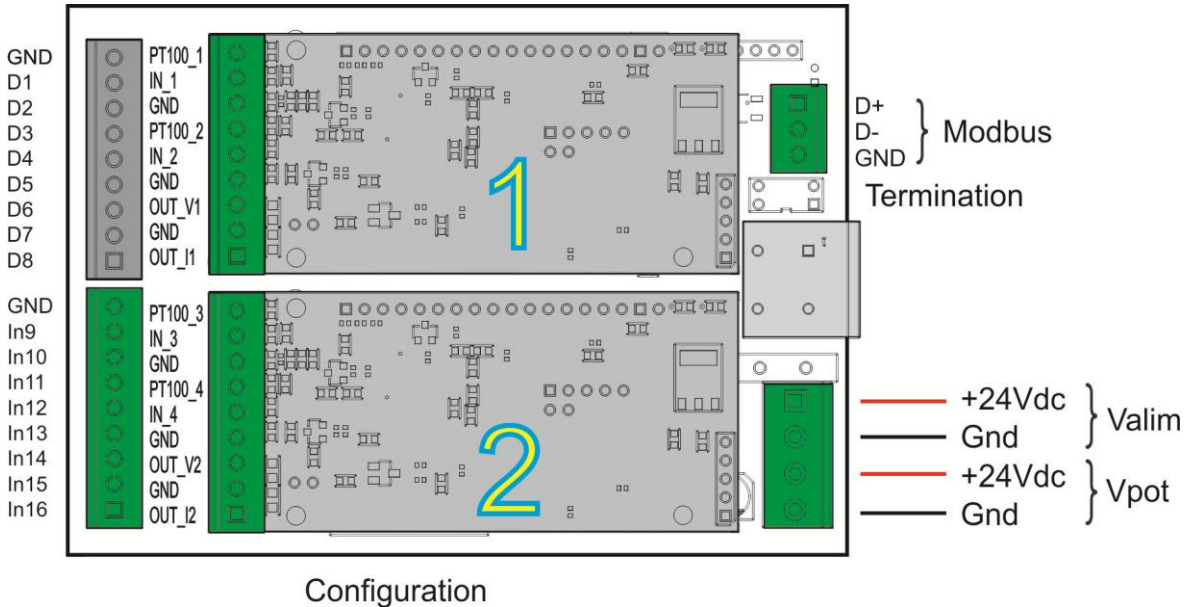 GND
D1
D2
D3
D4
D5
D6
D7
D8
PT100_1
IN_1
GND
PT100_2
IN_2
GND
OUT_V1
GND
OUT_I1
1
D+
D-
GND
Modbus
Termination
GND
In9
In10
In11
In12
In13
In14
In15
In16
PT100_3
IN_3
GND
PT100_4
IN_4
GND
OUT_V2
GND
OUT_I2
2
+24Vdc
Gnd
Valim
+24Vdc
Gnd
Vpot
Configuration